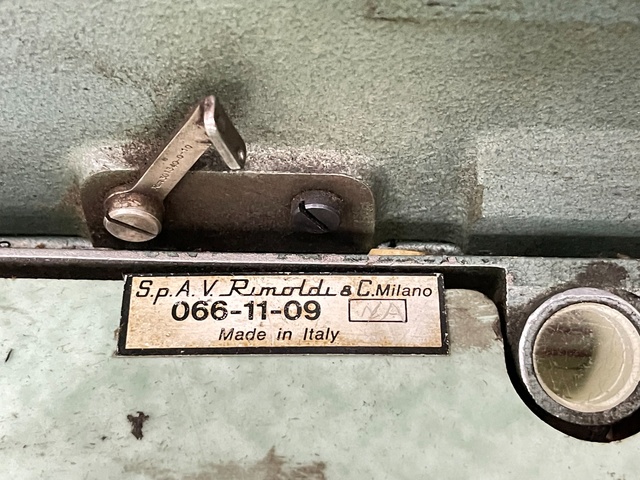 S.p.A.V. Rimoldi & C. Milano
066-11-09 NA
Made in Italy